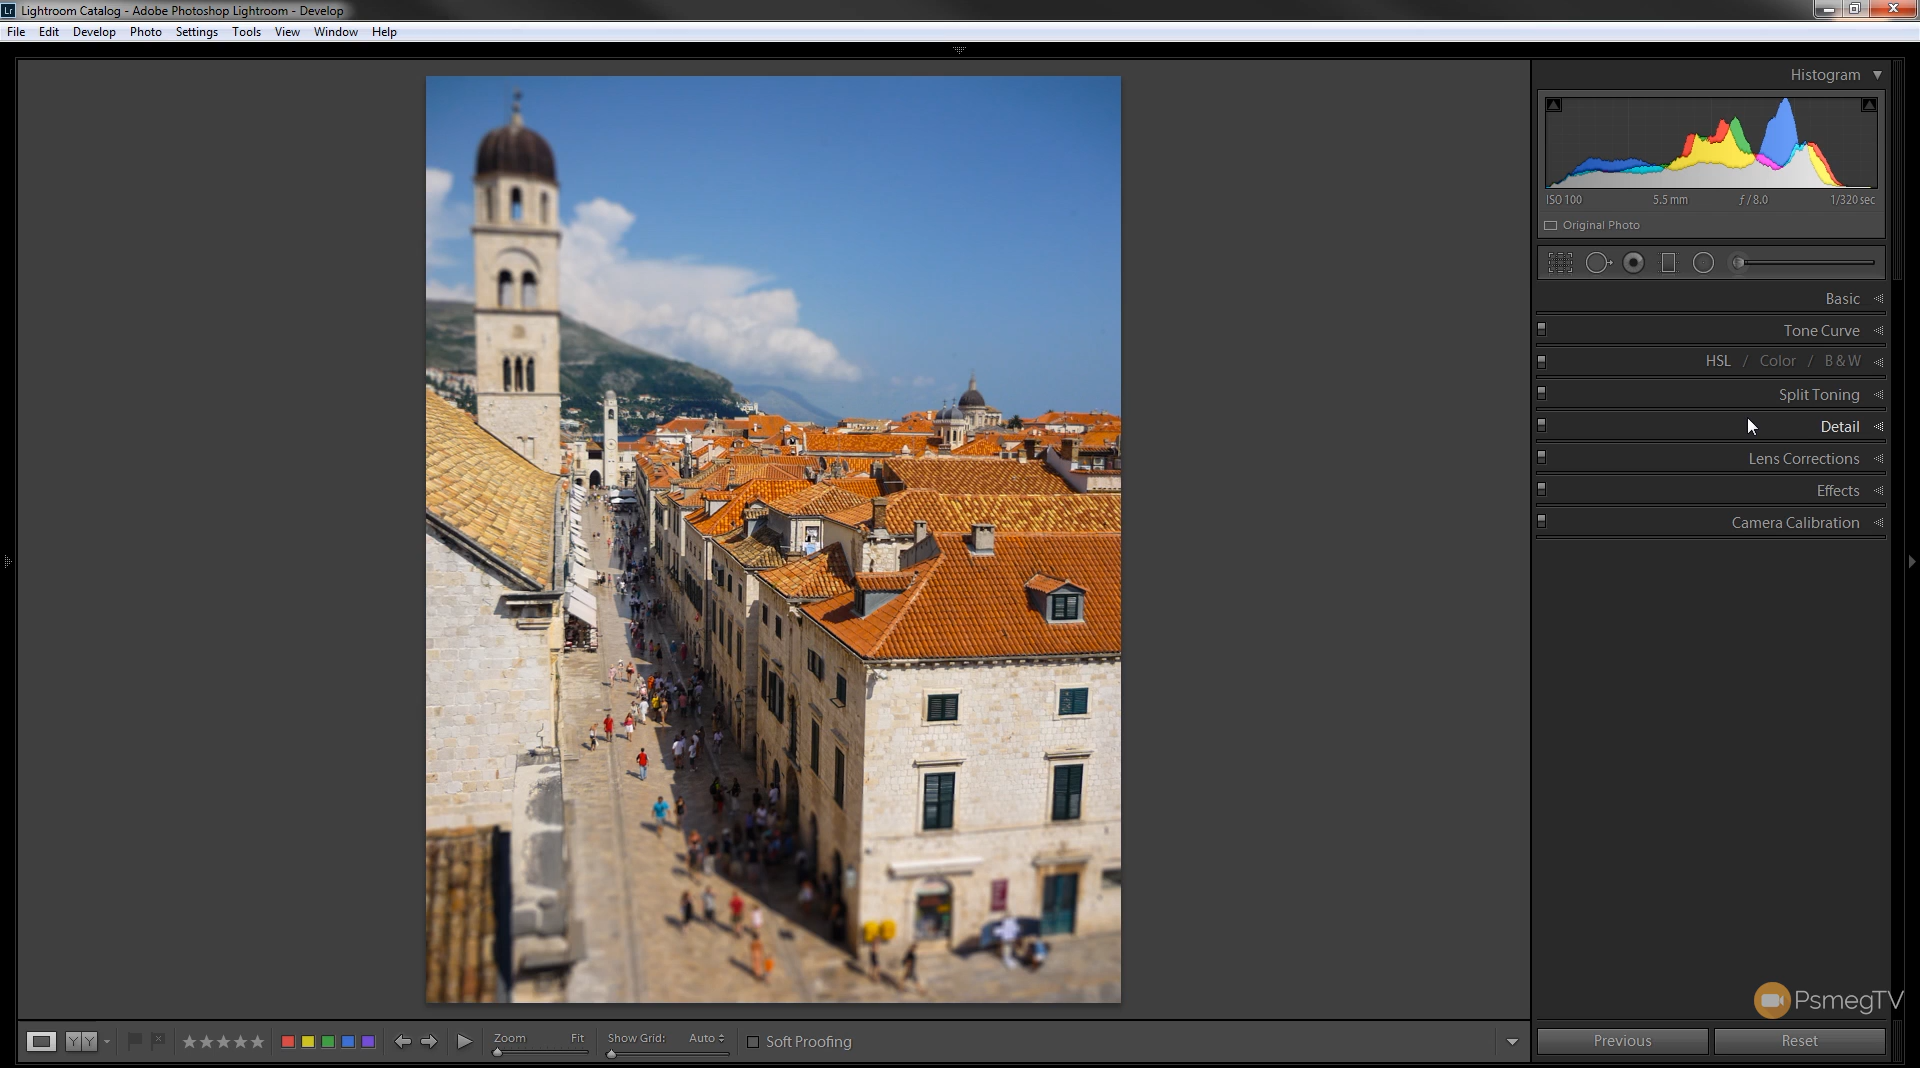 Lr Lightroom Catalog - Adobe Photoshop Lightroom - Develop
File Edit Develop Photo Settings Tools View Window Help
Histogram
ISO 100 5.5 mm ƒ / 8.0 1/320 sec
Original Photo
Basic
Tone Curve
HSL / Color / B & W
Split Toning
Detail
Lens Corrections
Effects
Camera Calibration
PsmegTV
Y Y Zoom Fit Show Grid: Auto Soft Proofing
Previous Reset